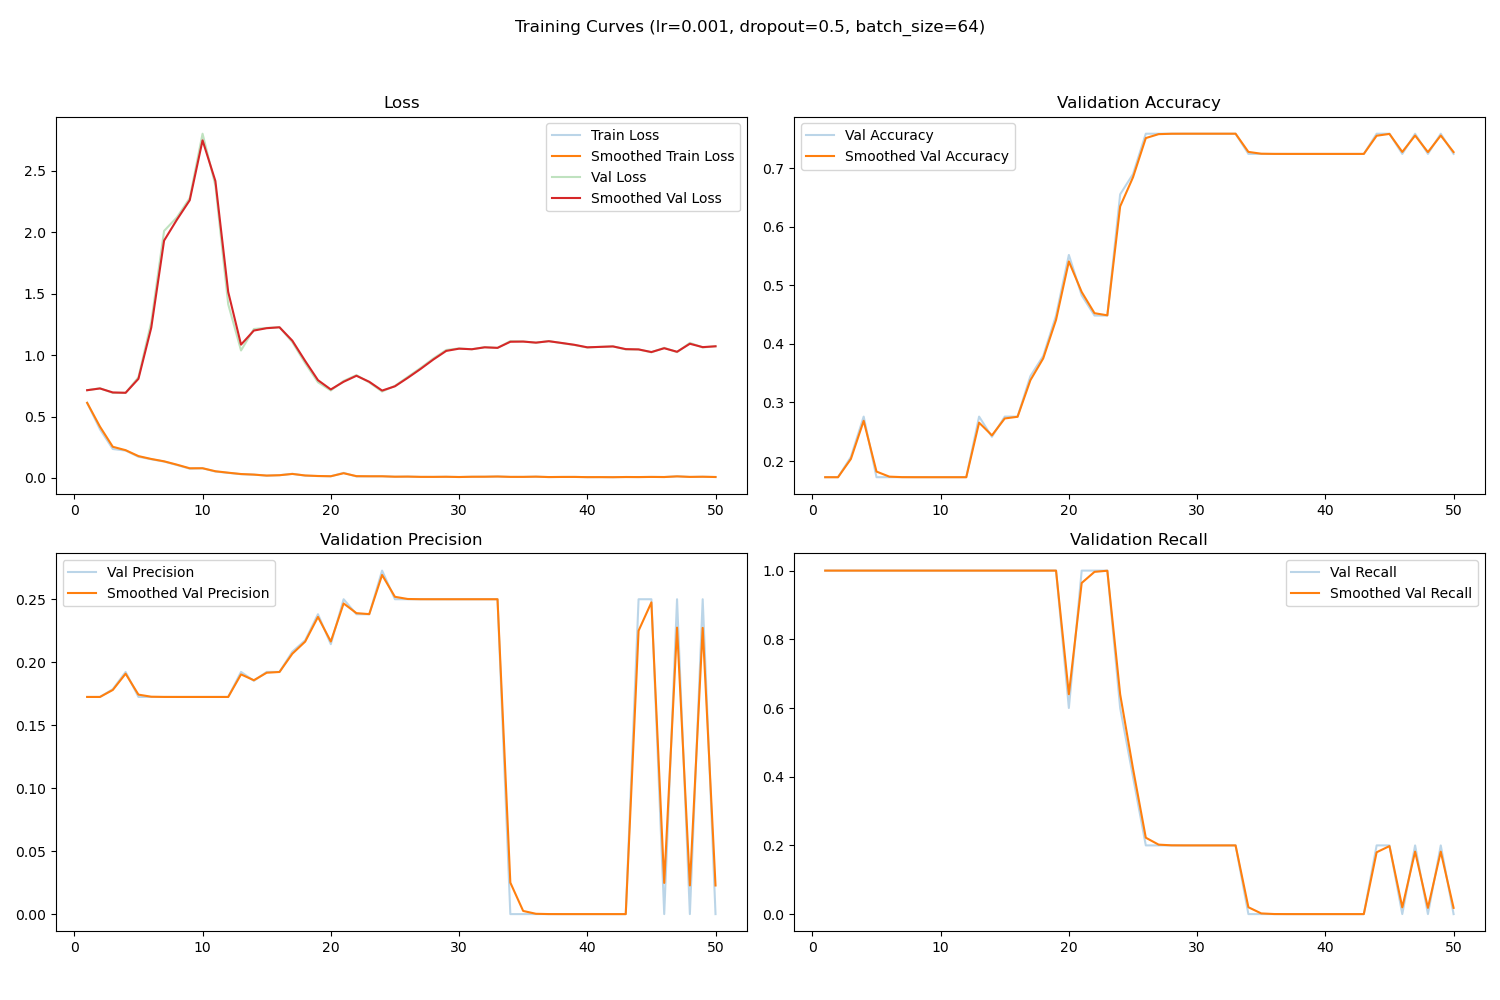 Training Curves (lr=0.001, dropout=0.5, batch_size=64)
Loss
Train Loss
Smoothed Train Loss
Val Loss
Smoothed Val Loss
2.5
2.0
1.5
1.0
0.5
0.0
0 10 20 30 40 50
Validation Accuracy
Val Accuracy
Smoothed Val Accuracy
0.7
0.6
0.5
0.4
0.3
0.2
0 10 20 30 40 50
Validation Precision
Val Precision
Smoothed Val Precision
0.25
0.20
0.15
0.10
0.05
0.00
0 10 20 30 40 50
Validation Recall
Val Recall
Smoothed Val Recall
1.0
0.8
0.6
0.4
0.2
0.0
0 10 20 30 40 50